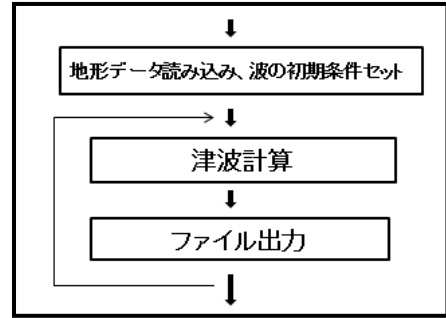 地形データ読み込み、波の初期条件セット
津波計算
ファイル出力